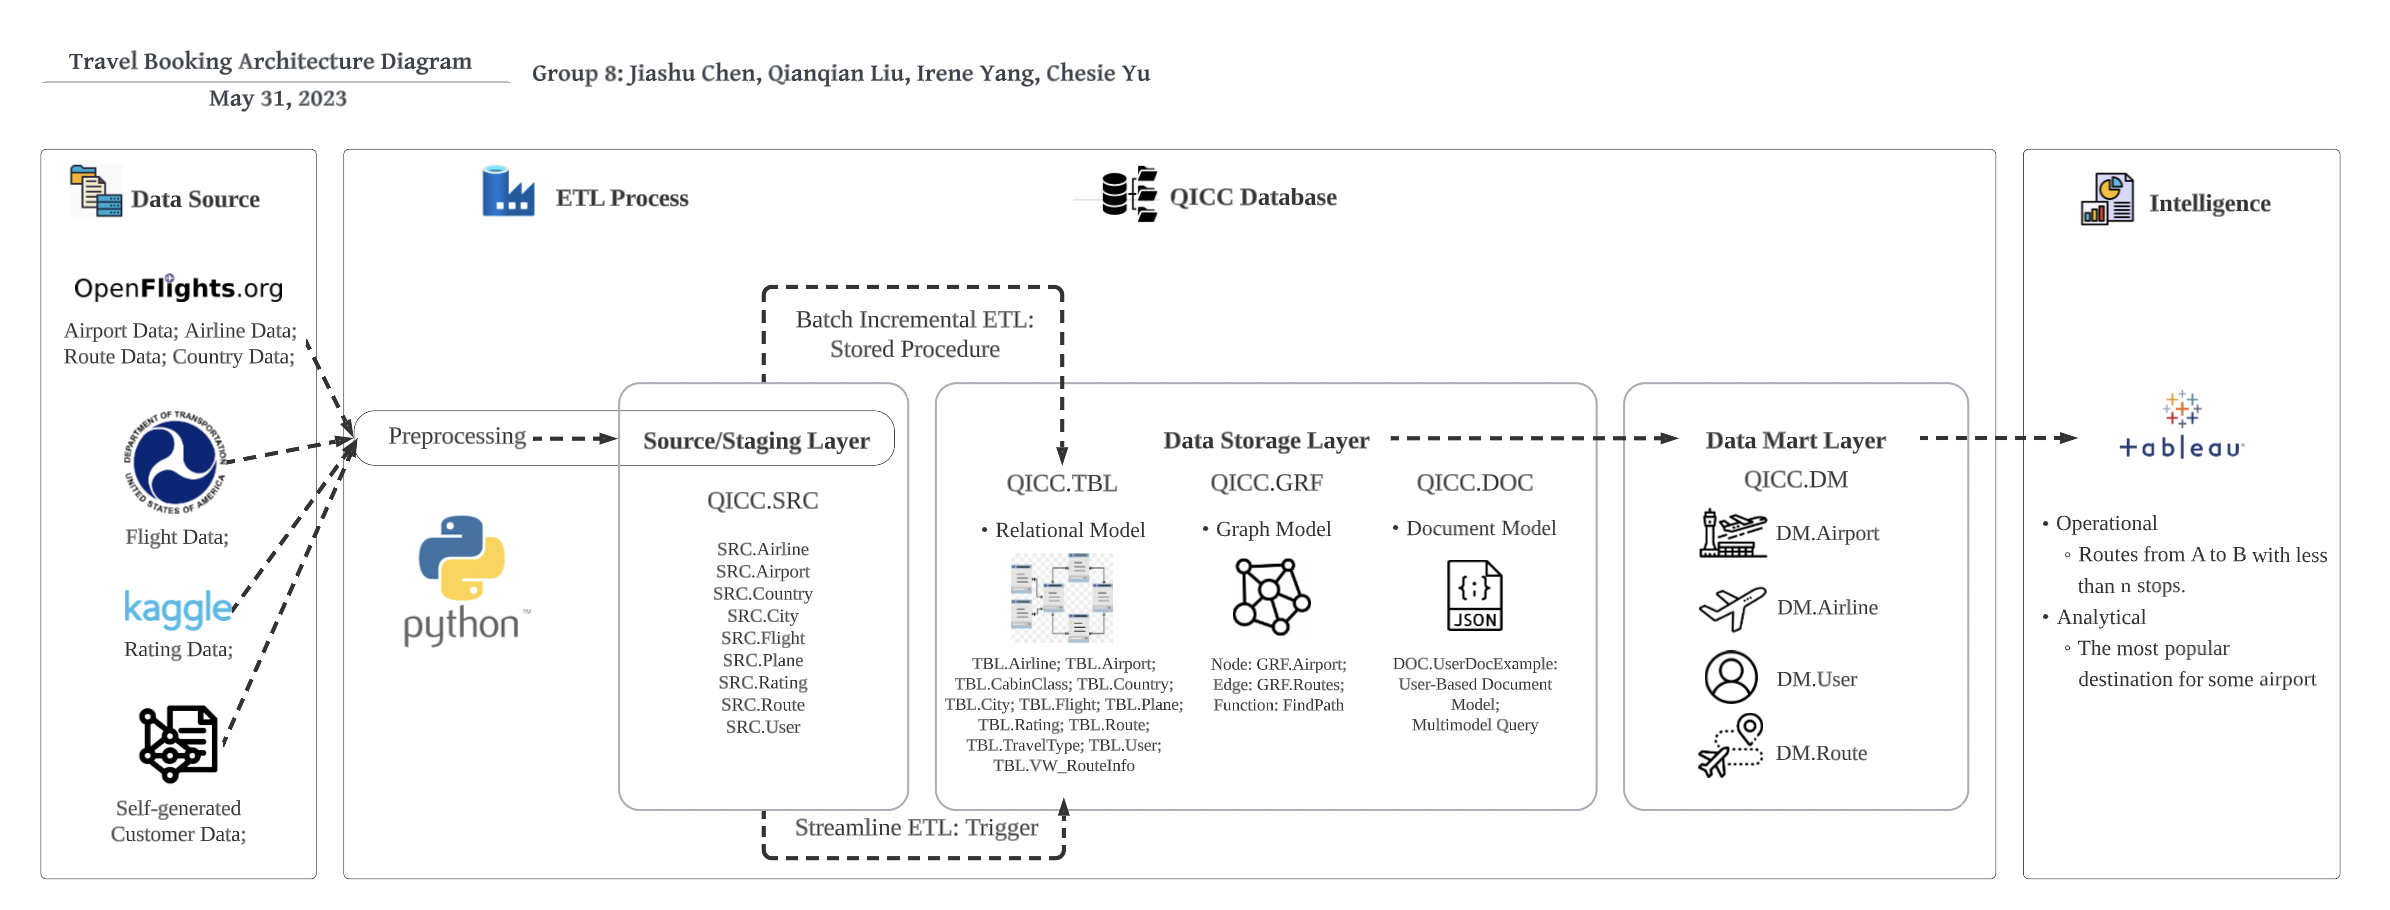 Travel Booking Architecture Diagram
May 31, 2023
Group 8: Jiashu Chen, Qianqian Liu, Irene Yang, Chesie Yu
Data Source
OpenFlights.org
Airport Data; Airline Data;
Route Data; Country Data;
DEPARTMENT OF TRANSPORTATION
UNITED STATES OF AMERICA
Flight Data;
kaggle
Rating Data;
Self-generated
Customer Data;
ETL Process
QICC Database
Batch Incremental ETL:
Stored Procedure
Preprocessing
python™
Source/Staging Layer
QICC.SRC
SRC.Airline
SRC.Airport
SRC.Country
SRC.City
SRC.Flight
SRC.Plane
SRC.Rating
SRC.Route
SRC.User
Streamline ETL: Trigger
Data Storage Layer
QICC.TBL
• Relational Model
TBL.Airline; TBL.Airport;
TBL.CabinClass; TBL.Country;
TBL.City; TBL.Flight; TBL.Plane;
TBL.Rating; TBL.Route;
TBL.TravelType; TBL.User;
TBL.VW_RouteInfo
QICC.GRF
• Graph Model
Node: GRF.Airport;
Edge: GRF.Routes;
Function: FindPath
QICC.DOC
• Document Model
{;}
JSON
DOC.UserDocExample:
User-Based Document
Model;
Multimodel Query
Data Mart Layer
QICC.DM
DM.Airport
DM.Airline
DM.User
DM.Route
Intelligence
+ableau
• Operational
◦ Routes from A to B with less
than n stops.
• Analytical
◦ The most popular
destination for some airport